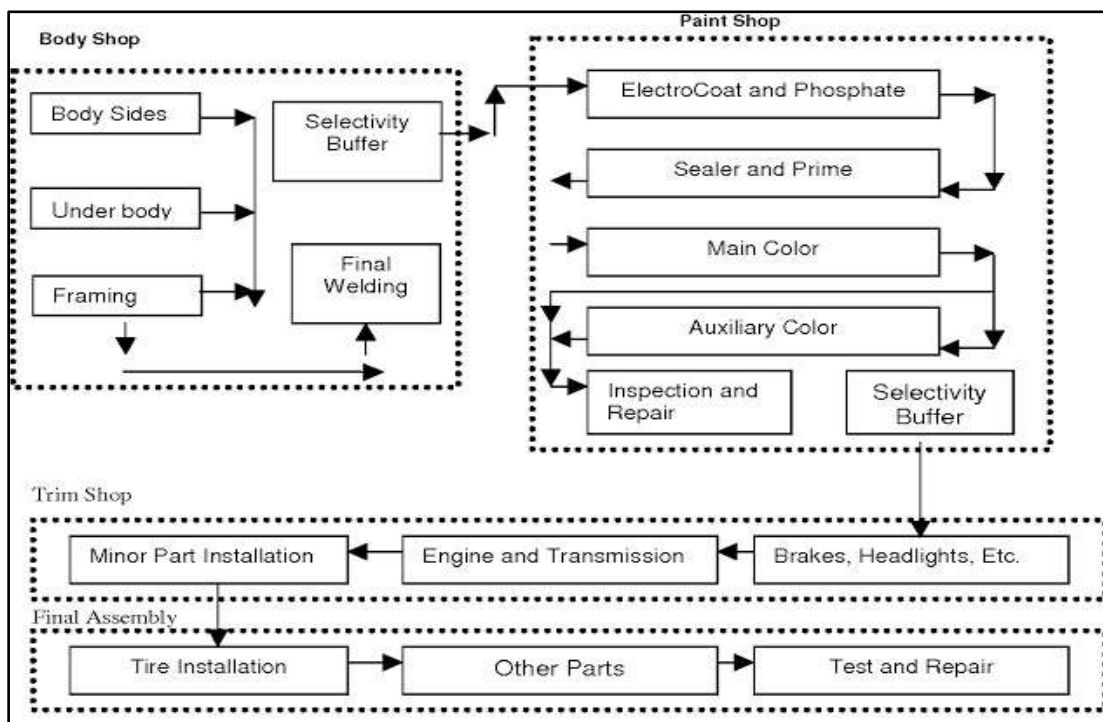 Body Shop
Body Sides
Under body
Framing
Selectivity
Buffer
Final
Welding
Paint Shop
ElectroCoat and Phosphate
Sealer and Prime
Main Color
Auxiliary Color
Inspection and
Repair
Selectivity
Buffer
Trim Shop
Minor Part Installation
Engine and Transmission
Brakes, Headlights, Etc.
Final Assembly
Tire Installation
Other Parts
Test and Repair